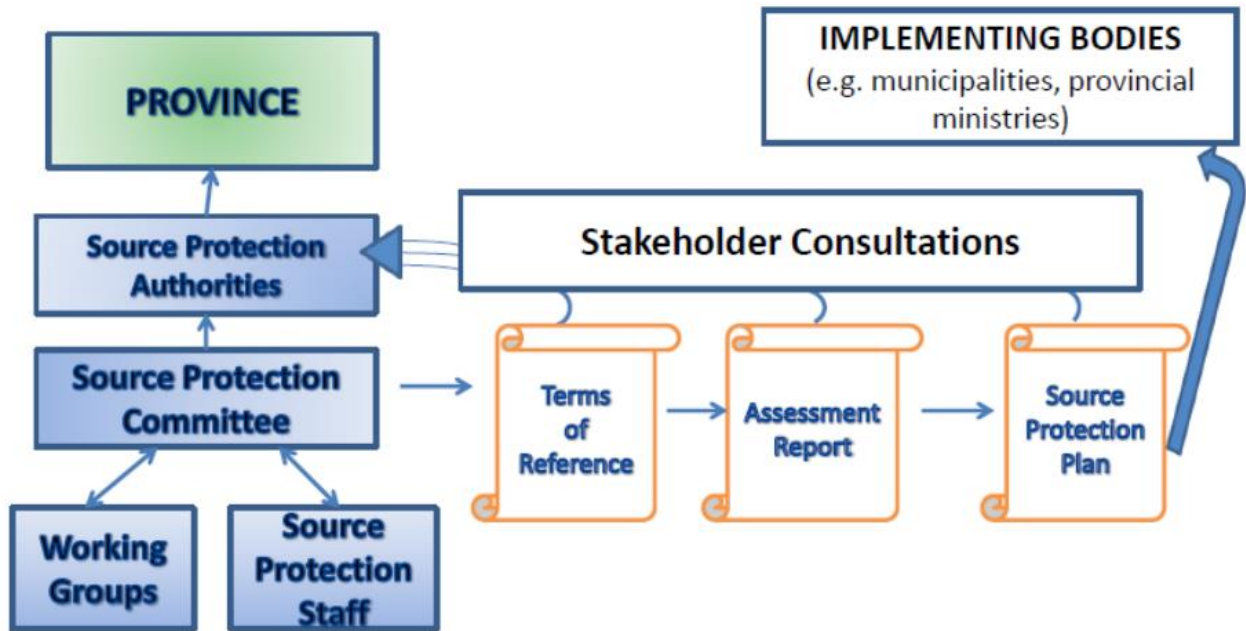 PROVINCE
IMPLEMENTING BODIES
(e.g. municipalities, provincial
ministries)
Source Protection
Authorities
Stakeholder Consultations
Source Protection
Committee
Terms
of
Reference
Assessment
Report
Source
Protection
Plan
Working
Groups
Source
Protection
Staff